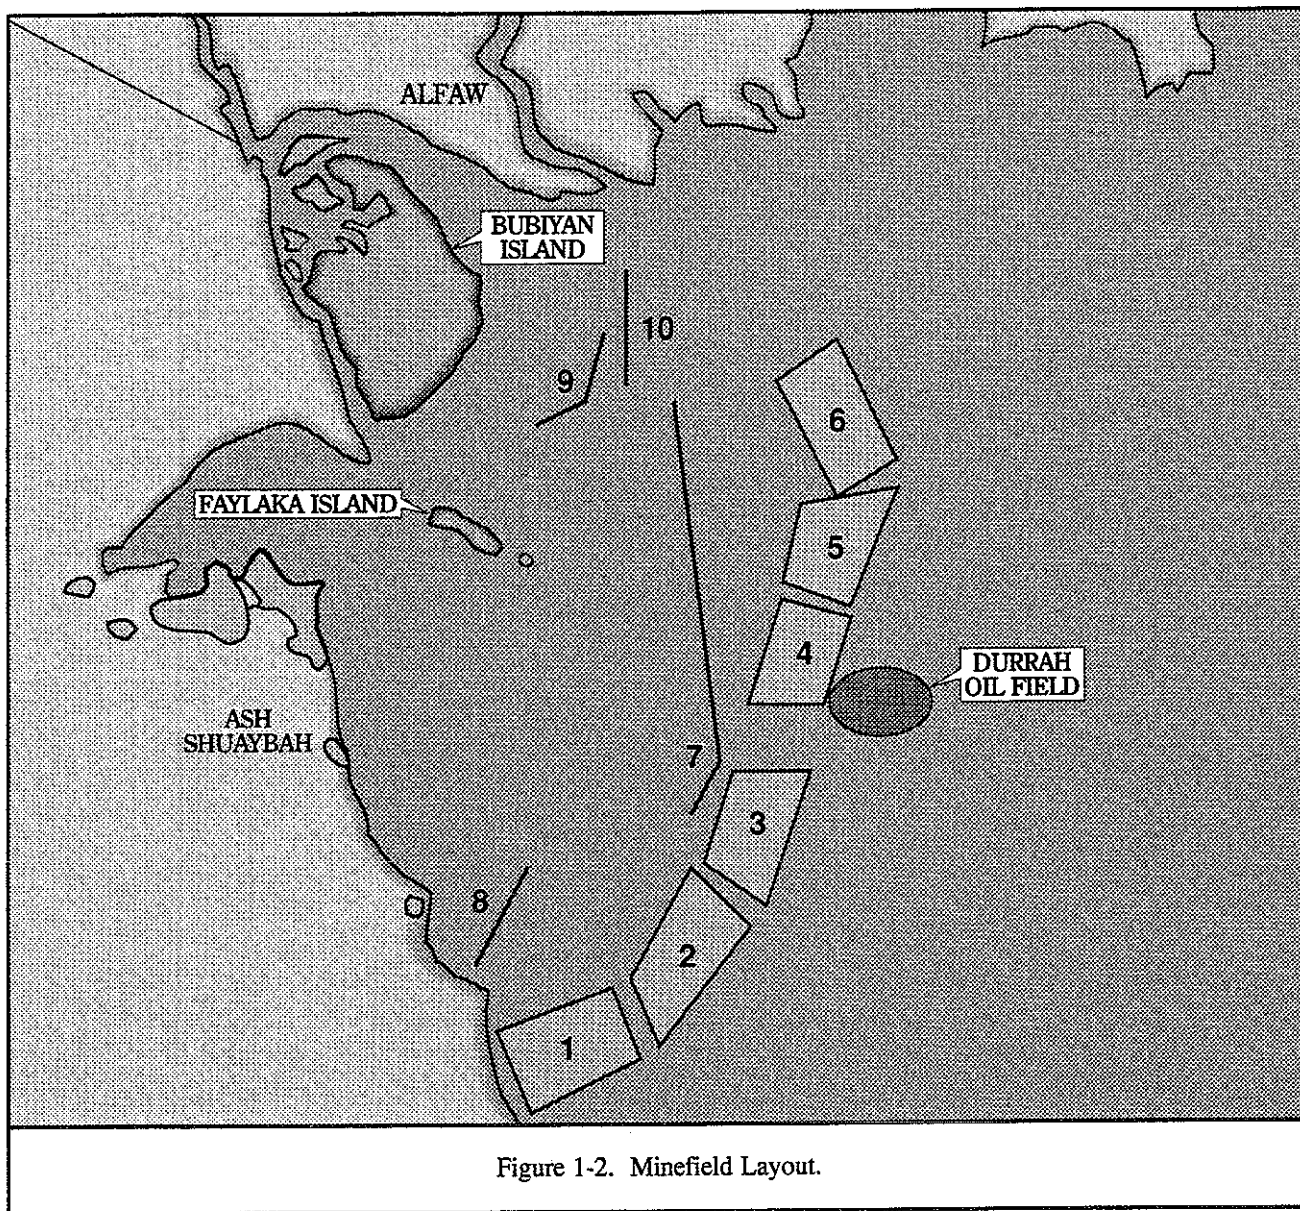 ALFAW
BUBIYAN
ISLAND
10
9
6
FAYLAKA ISLAND
5
4
DURRAH
OIL FIELD
ASH
SHUAYBAH
7
3
8
2
1
Figure 1-2. Minefield Layout.